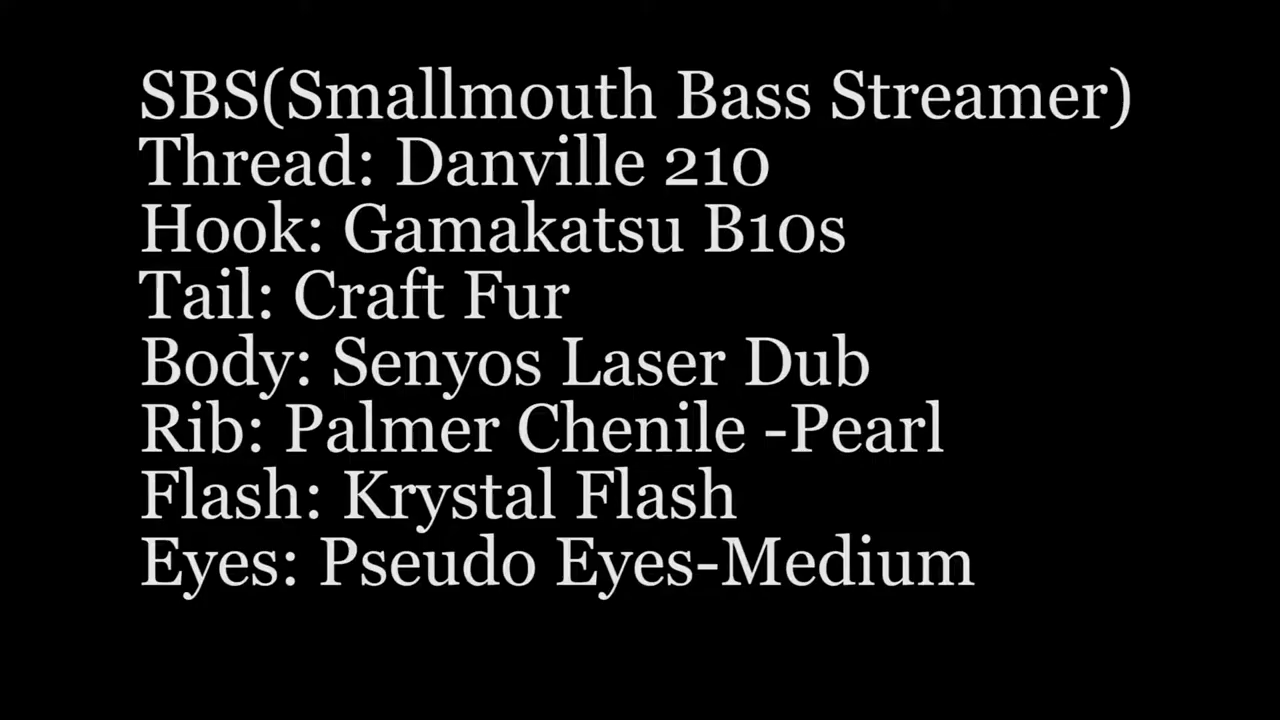 SBS(Smallmouth Bass Streamer)
Thread: Danville 210
Hook: Gamakatsu B10s
Tail: Craft Fur
Body: Senyos Laser Dub
Rib: Palmer Chenile -Pearl
Flash: Krystal Flash
Eyes: Pseudo Eyes-Medium